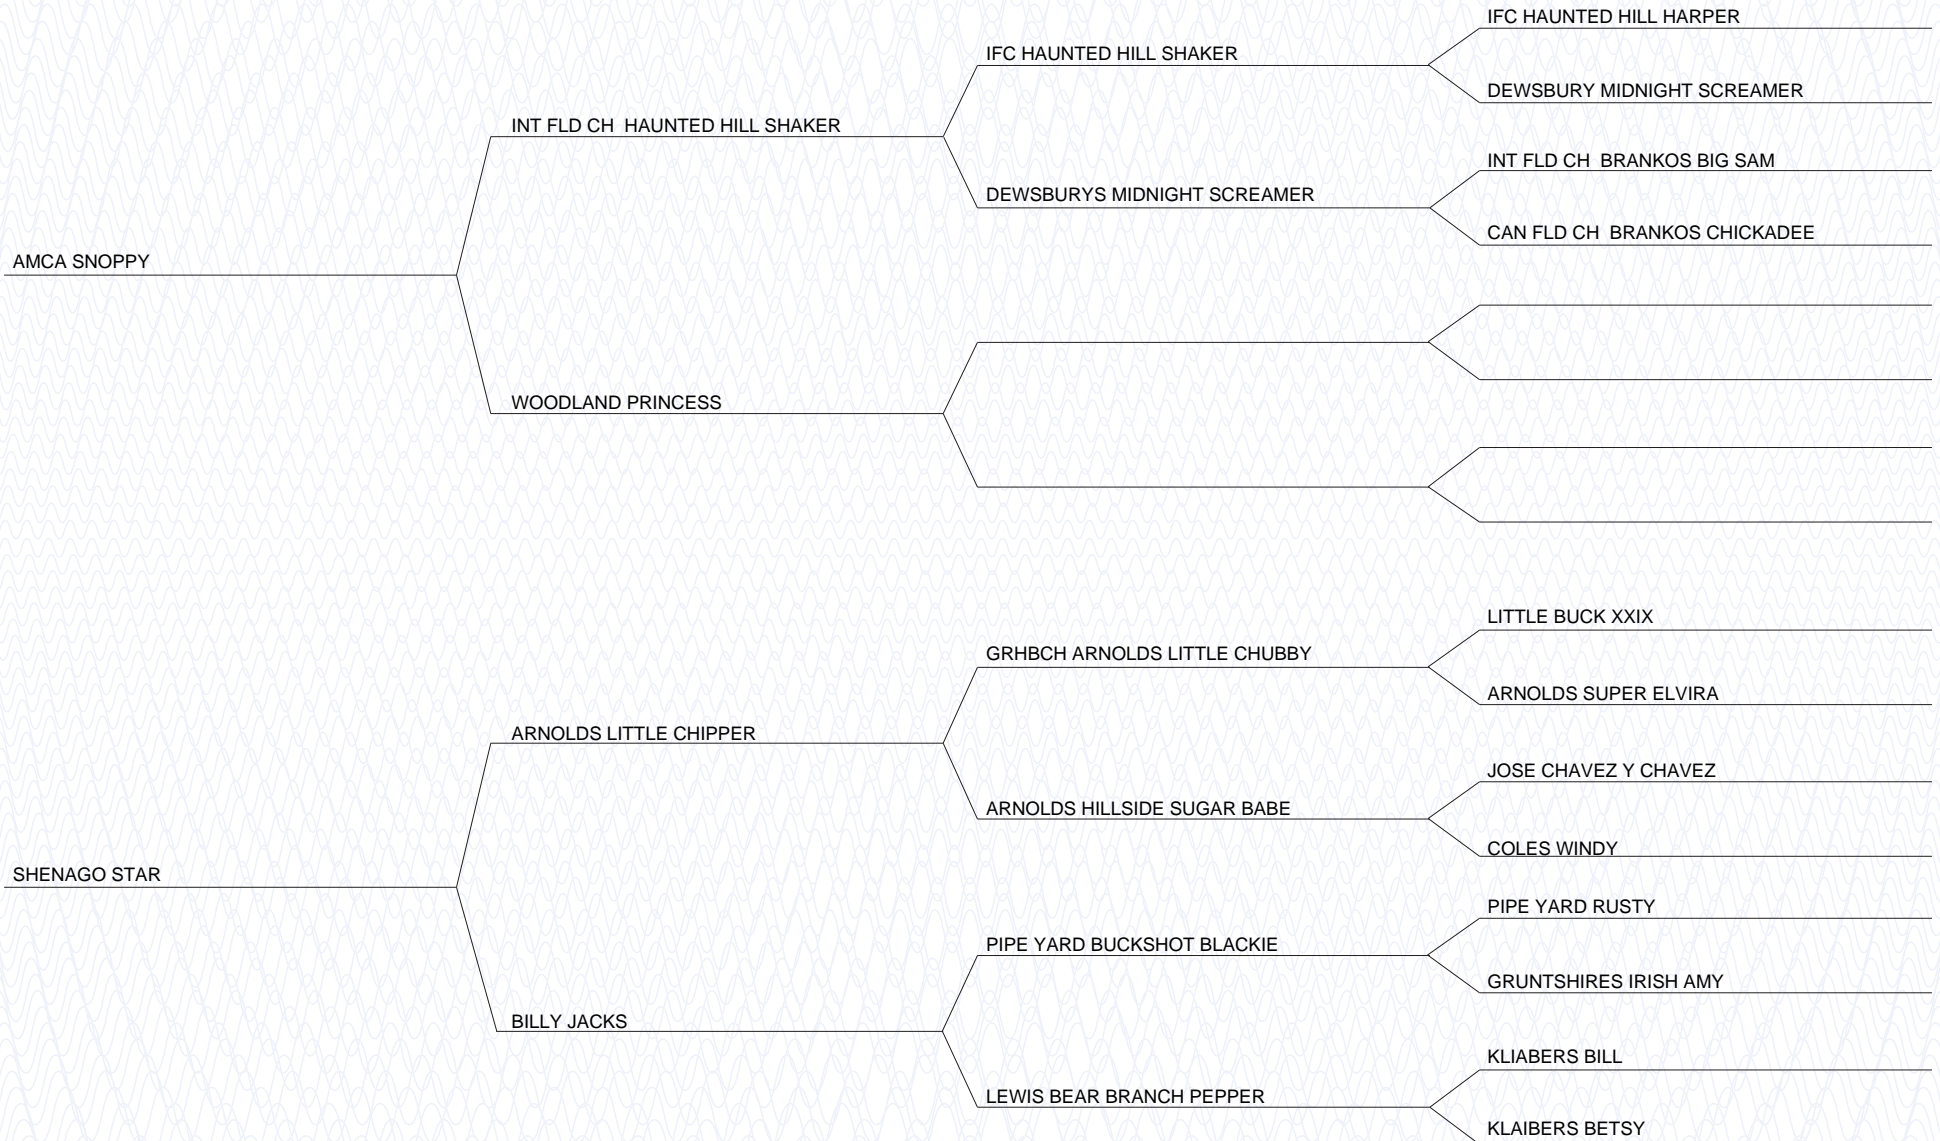 IFC HAUNTED HILL HARPER
IFC HAUNTED HILL SHAKER
DEWSBURY MIDNIGHT SCREAMER
INT FLD CH  HAUNTED HILL SHAKER
INT FLD CH  BRANKOS BIG SAM
DEWSBURYS MIDNIGHT SCREAMER
CAN FLD CH  BRANKOS CHICKADEE
AMCA SNOPPY
WOODLAND PRINCESS
LITTLE BUCK XXIX
GRHBCH ARNOLDS LITTLE CHUBBY
ARNOLDS SUPER ELVIRA
ARNOLDS LITTLE CHIPPER
JOSE CHAVEZ Y CHAVEZ
ARNOLDS HILLSIDE SUGAR BABE
COLES WINDY
SHENAGO STAR
PIPE YARD RUSTY
PIPE YARD BUCKSHOT BLACKIE
GRUNTSHIRES IRISH AMY
BILLY JACKS
KLIABERS BILL
LEWIS BEAR BRANCH PEPPER
KLAIBERS BETSY